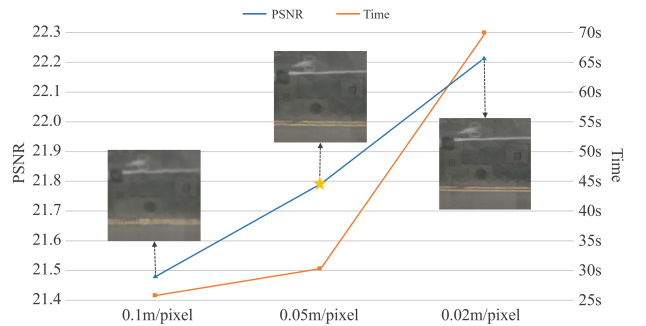 PSNR Time
22.3 70s
22.2 65s
22.1 60s
22.0 55s
21.9 50s
21.8 45s
21.7 40s
21.6 35s
21.5 30s
21.4 25s
PSNR
Time
0.1m/pixel 0.05m/pixel 0.02m/pixel